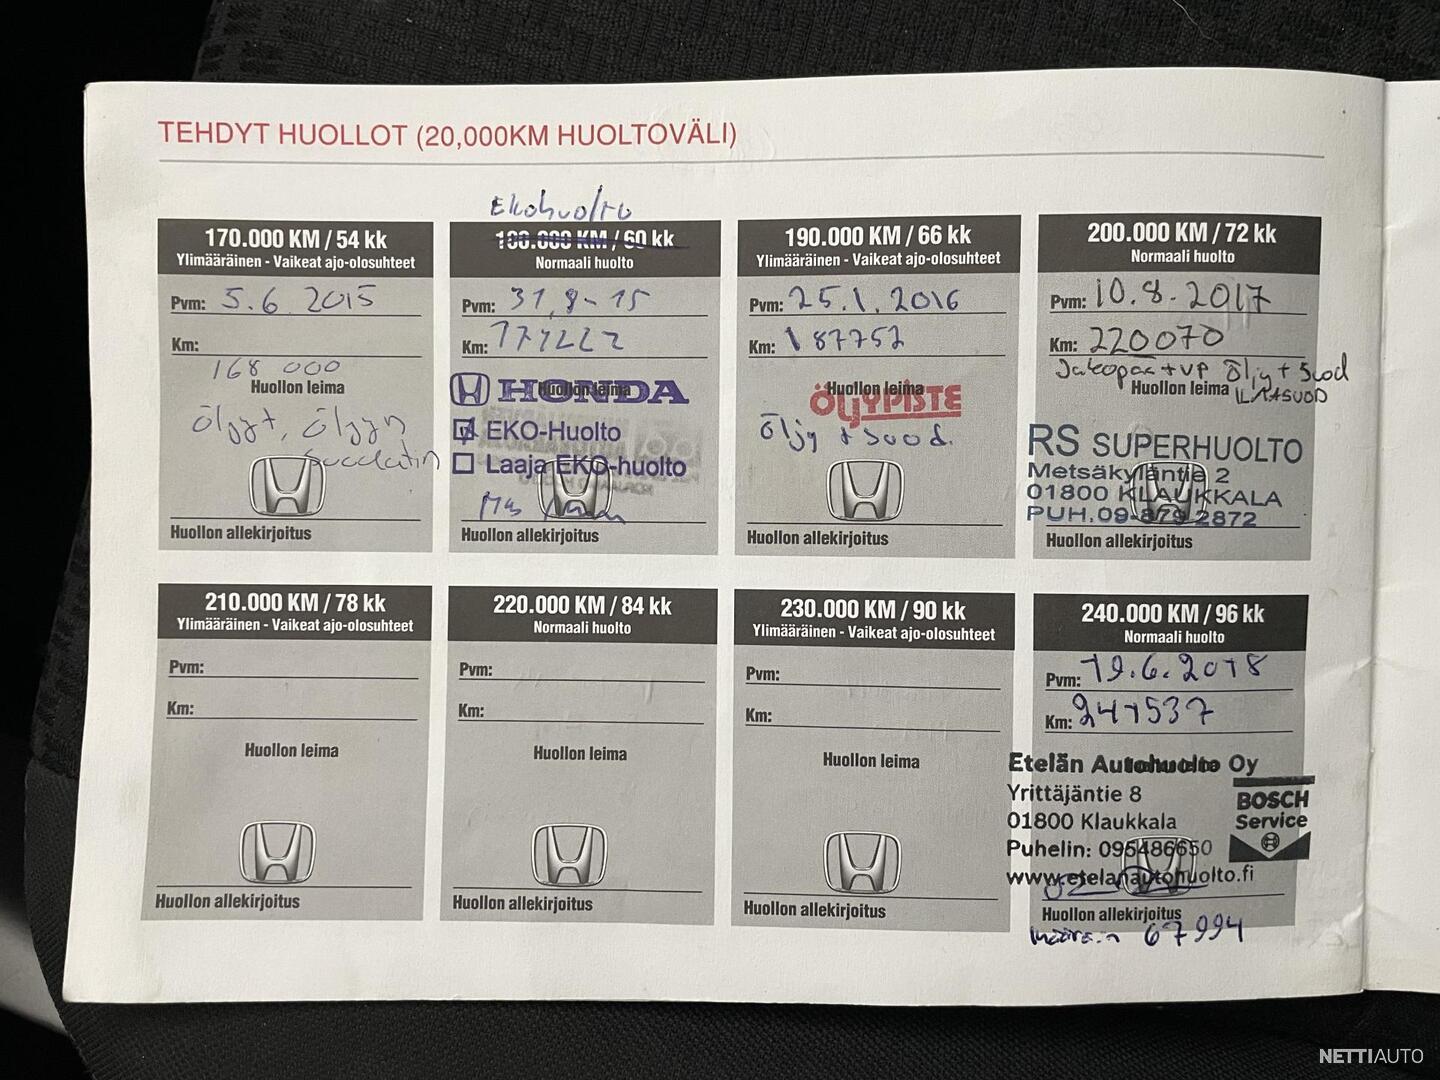 TEHDYT HUOLLOT (20,000KM HUOLTOVÄLI)
170.000 KM / 54 kk
Ylimääräinen - Vaikeat ajo-olosuhteet
Pvm: 5.6.2015
Km:
168 000
Huollon leima
Öljyt, öljyn
suodatin
Huollon allekirjoitus
Ekohuolto
180.000 KM / 60 kk
Normaali huolto
Pvm: 31.8-15
Km:
Huollon leima
HONDA
EKO-Huolto
Laaja EKO-huolto
Huollon allekirjoitus
190.000 KM / 66 kk
Ylimääräinen - Vaikeat ajo-olosuhteet
Pvm: 25.1.2016
Km: 187752
Huollon leima
ÖLJYPISTE
Öljy + suod.
Huollon allekirjoitus
200.000 KM / 72 kk
Normaali huolto
Pvm: 10.8.2017
Km: 220070
Jakopää + VP Öljy + Suod
Huollon leima
ILMASUOD
RS SUPERHUOLTO
Metsäkyläntie 2
01800 KLAUKKALA
PUH.09-879 2872
Huollon allekirjoitus
210.000 KM / 78 kk
Ylimääräinen - Vaikeat ajo-olosuhteet
Pvm:
Km:
Huollon leima
Huollon allekirjoitus
220.000 KM / 84 kk
Normaali huolto
Pvm:
Km:
Huollon leima
Huollon allekirjoitus
230.000 KM / 90 kk
Ylimääräinen - Vaikeat ajo-olosuhteet
Pvm:
Km:
Huollon leima
Huollon allekirjoitus
240.000 KM / 96 kk
Normaali huolto
Pvm: 19.6.2018
Km: 241537
Etelän Autohuolto Oy
Yrittäjäntie 8
01800 Klaukkala
Puhelin: 095486650
www.etelanautohuolto.fi
BOSCH
Service
Huollon allekirjoitus
67994
NETTIAUTO